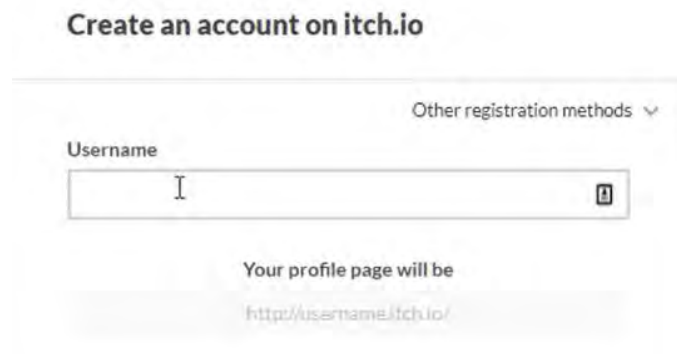 Create an account on itch.io
Other registration methods
Username
Your profile page will be
http://username.itch.io/